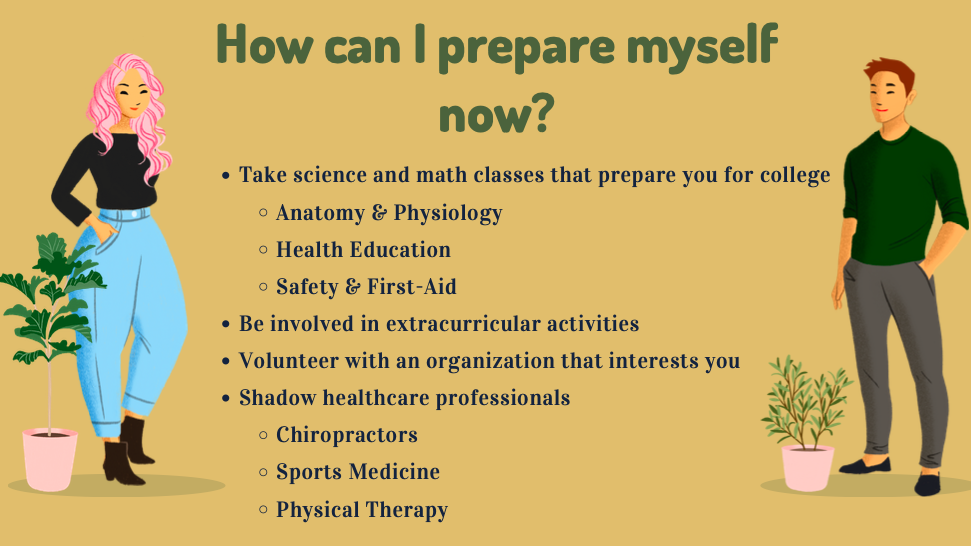 How can I prepare myself
now?
• Take science and math classes that prepare you for college
○ Anatomy & Physiology
○ Health Education
○ Safety & First-Aid
• Be involved in extracurricular activities
• Volunteer with an organization that interests you
• Shadow healthcare professionals
○ Chiropractors
○ Sports Medicine
○ Physical Therapy